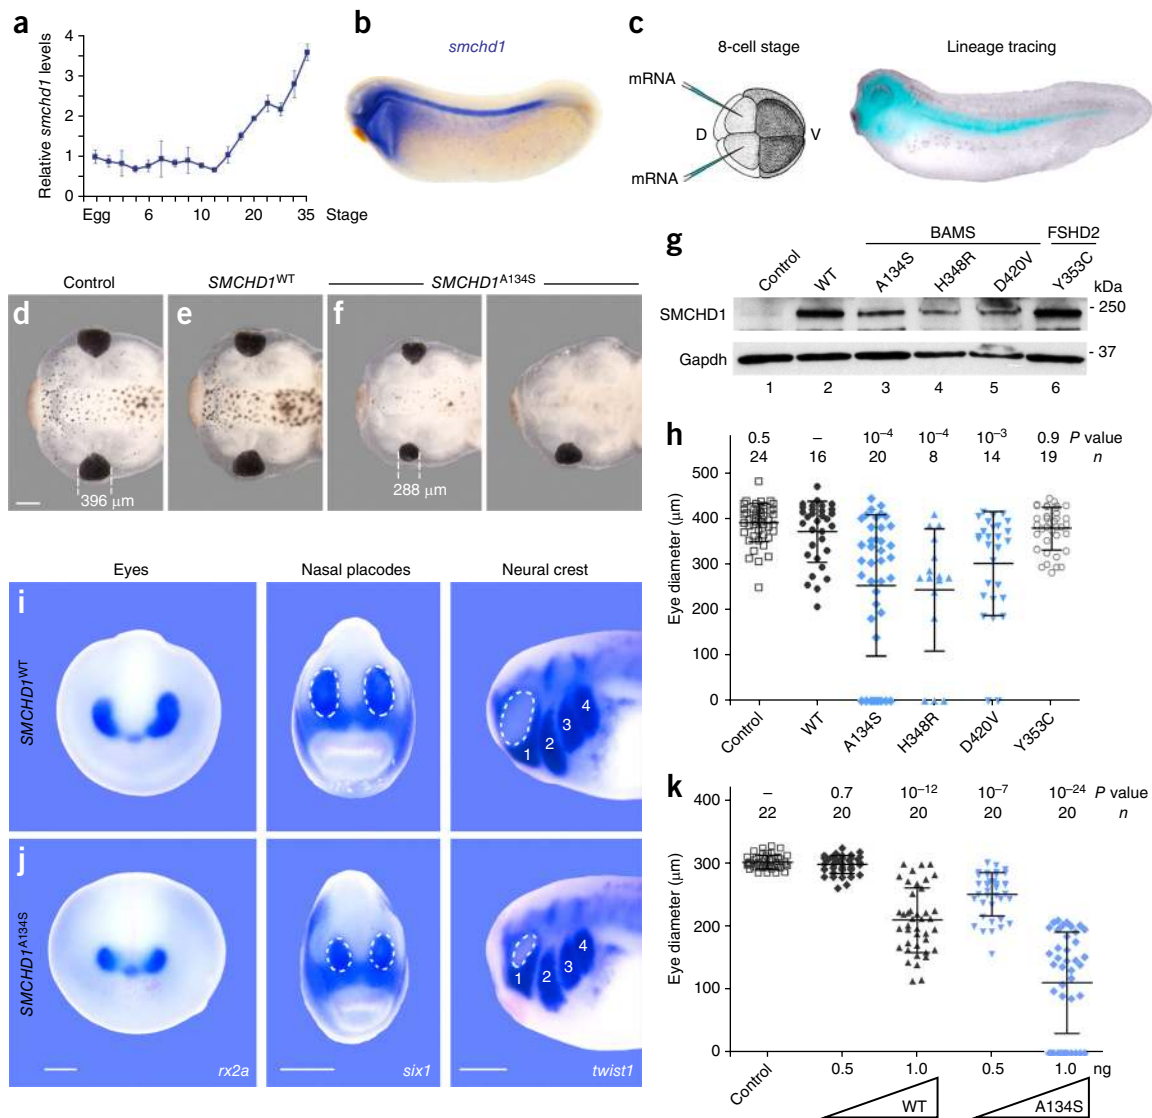 a
Relative smchd1 levels
4
3
2
1
0
Egg 6 10 20 35 Stage
b
smchd1
c
8-cell stage
Lineage tracing
mRNA
D V
mRNA
Control
SMCHD1WT
SMCHD1A134S
d
396 μm
e
f
288 μm
g
BAMS
FSHD2
Control WT A134S H348R D420V Y353C
kDa
SMCHD1
- 250
Gapdh
- 37
1 2 3 4 5 6
h
0.5 – 10−4 10−4 10−3 0.9 P value
24 16 20 8 14 19 n
Eye diameter (μm)
500
400
300
200
100
0
Control WT A134S H348R D420V Y353C
Eyes
Nasal placodes
Neural crest
i
SMCHD1WT
1 2 3 4
j
SMCHD1A134S
1 2 3 4
rx2a
six1
twist1
k
– 0.7 10−12 10−7 10−24 P value
22 20 20 20 20 n
Eye diameter (μm)
400
300
200
100
0
Control 0.5 1.0 0.5 1.0 ng
WT
A134S